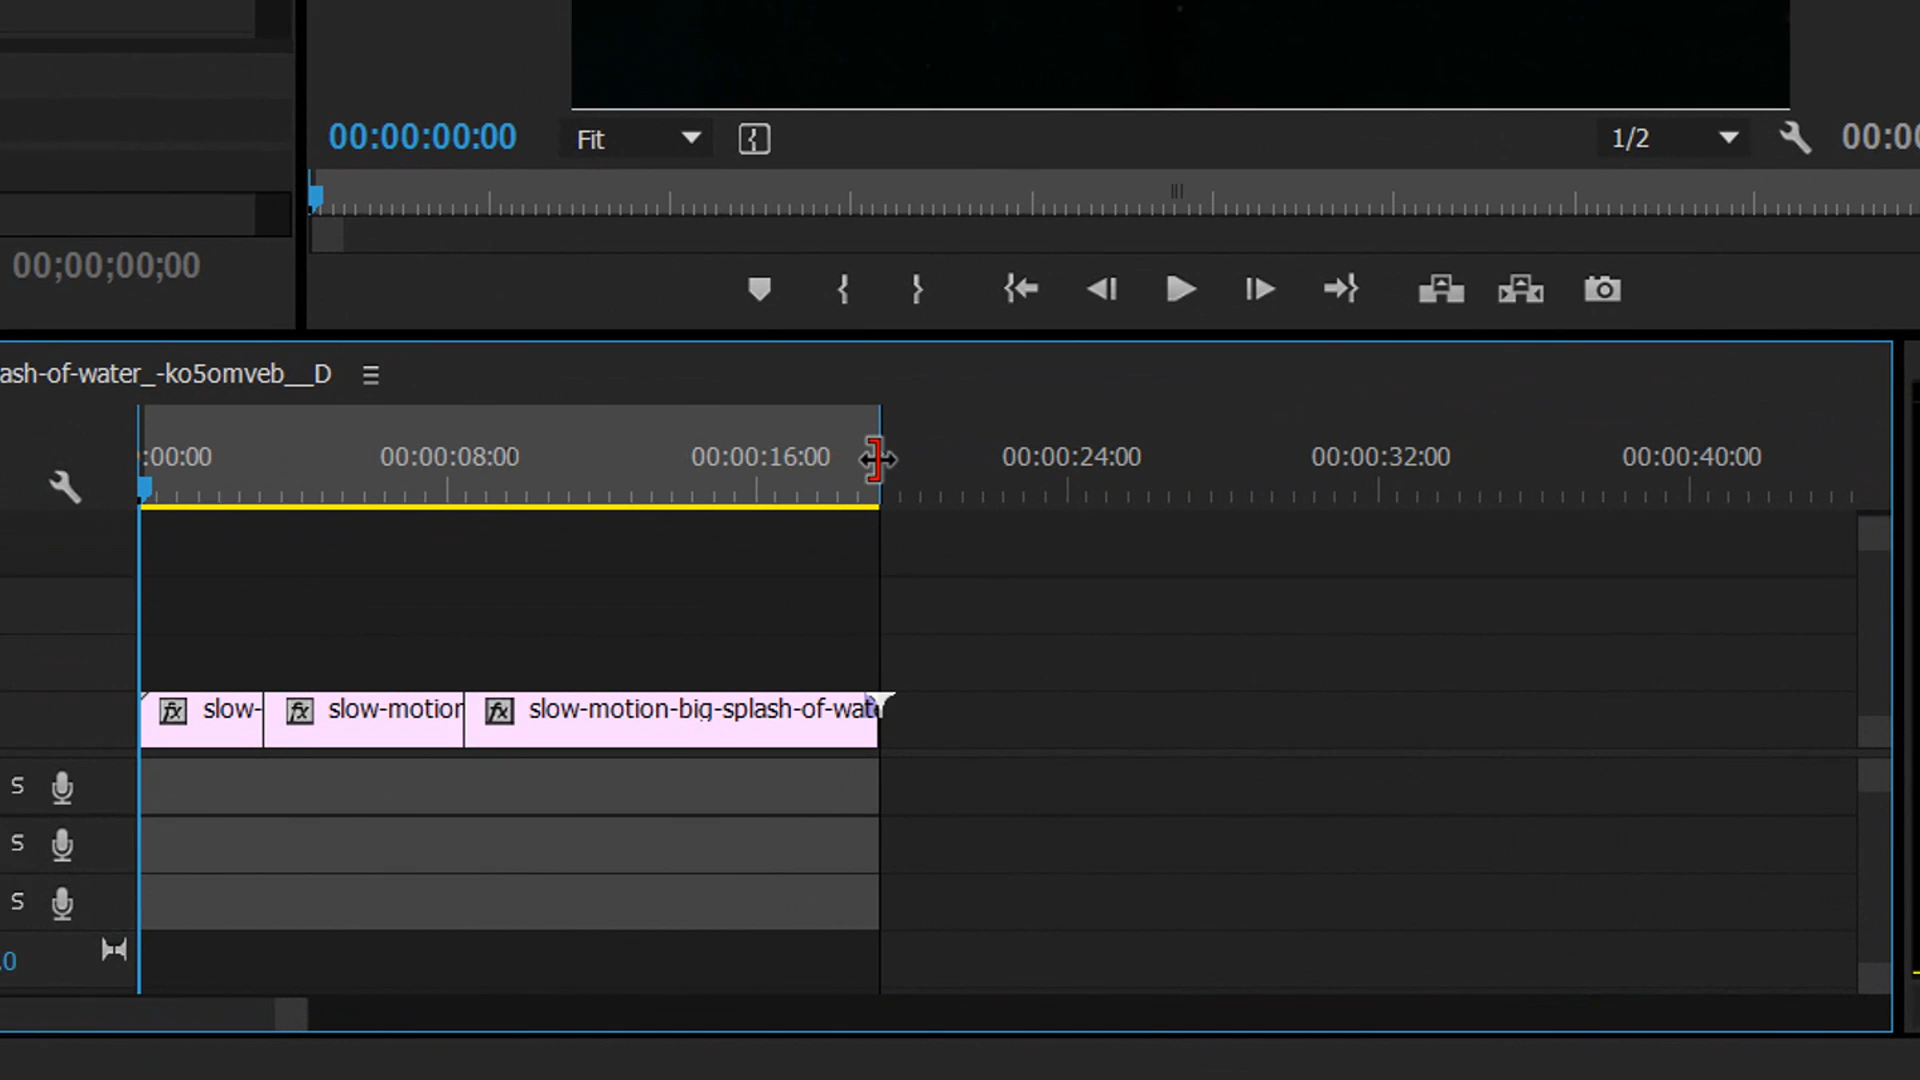 00:00:00:00 Fit 1/2 00:00
00;00;00;00
ash-of-water_-ko5omveb__D
:00:00 00:00:08:00 00:00:16:00 00:00:24:00 00:00:32:00 00:00:40:00
fx slow- fx slow-motion fx slow-motion-big-splash-of-wate
S
S
S
.0